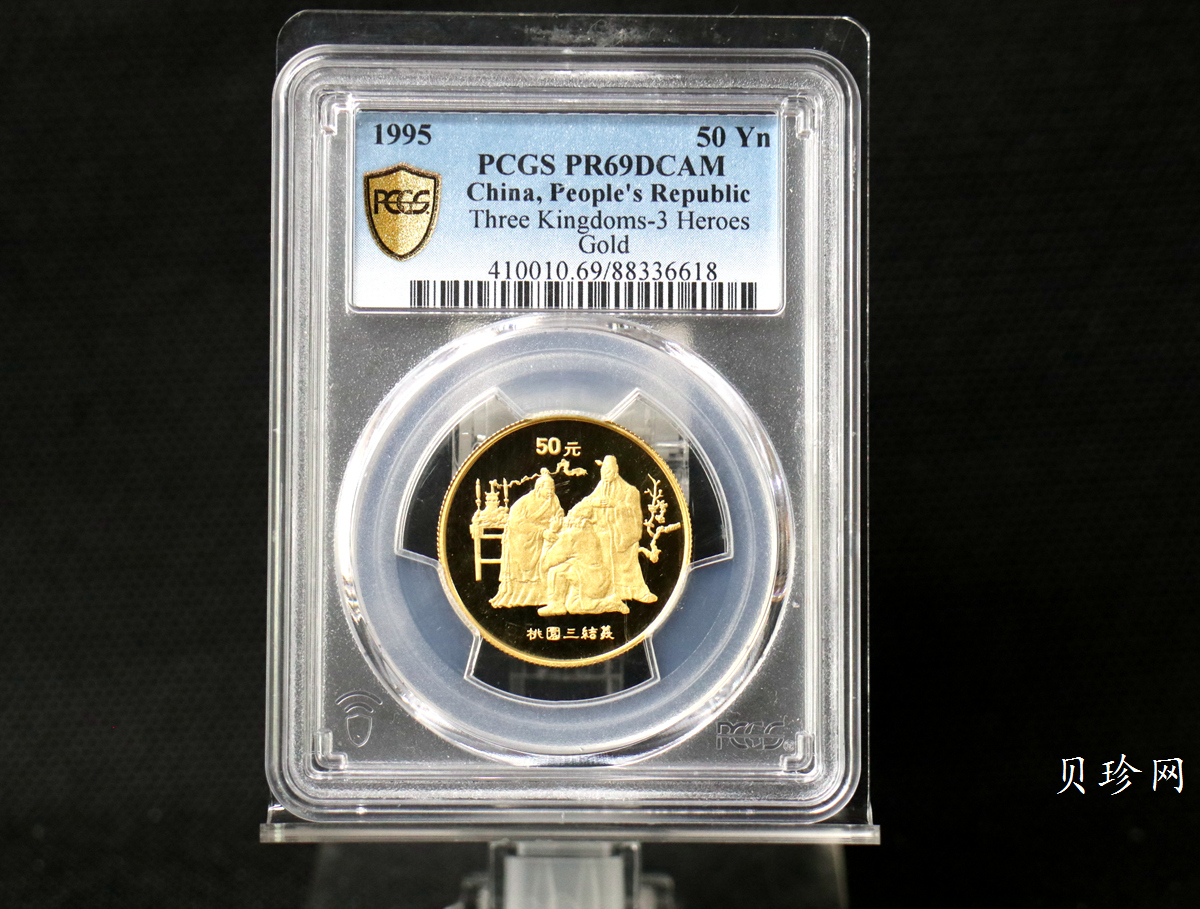 1995 50 Yn
PCGS PR69DCAM
PCGS
China, People's Republic
Three Kingdoms-3 Heroes
Gold
410010.69/88336618
50元
桃園三結義
PCGS
贝珍网